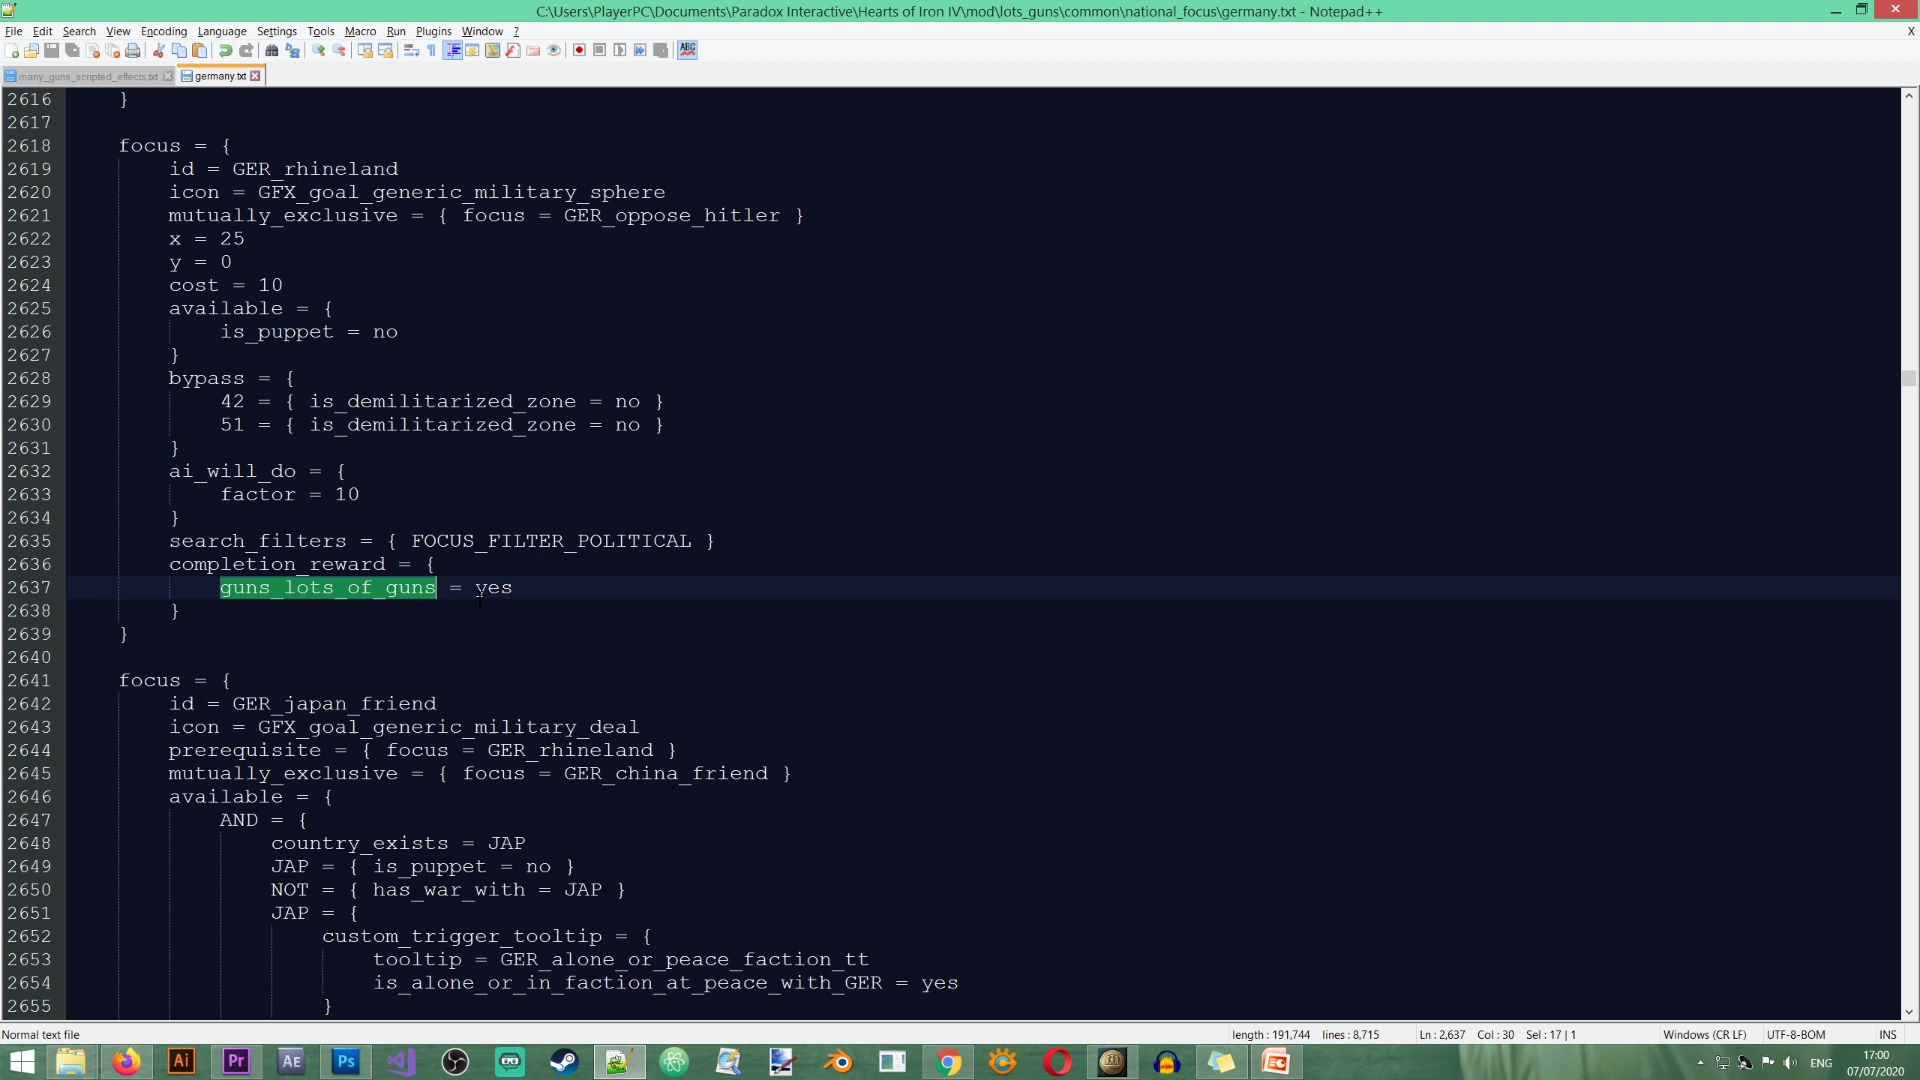 C:\Users\PlayerPC\Documents\Paradox Interactive\Hearts of Iron IV\mod\lots_guns\common\national_focus\germany.txt - Notepad++
File Edit Search View Encoding Language Settings Tools Macro Run Plugins Window ? X
many_guns_scripted_effects.txt germany.txt
2616 }
2617
2618 focus = {
2619 id = GER_rhineland
2620 icon = GFX_goal_generic_military_sphere
2621 mutually_exclusive = { focus = GER_oppose_hitler }
2622 x = 25
2623 y = 0
2624 cost = 10
2625 available = {
2626 is_puppet = no
2627 }
2628 bypass = {
2629 42 = { is_demilitarized_zone = no }
2630 51 = { is_demilitarized_zone = no }
2631 }
2632 ai_will_do = {
2633 factor = 10
2634 }
2635 search_filters = { FOCUS_FILTER_POLITICAL }
2636 completion_reward = {
2637 guns_lots_of_guns = yes
2638 }
2639 }
2640
2641 focus = {
2642 id = GER_japan_friend
2643 icon = GFX_goal_generic_military_deal
2644 prerequisite = { focus = GER_rhineland }
2645 mutually_exclusive = { focus = GER_china_friend }
2646 available = {
2647 AND = {
2648 country_exists = JAP
2649 JAP = { is_puppet = no }
2650 NOT = { has_war_with = JAP }
2651 JAP = {
2652 custom_trigger_tooltip = {
2653 tooltip = GER_alone_or_peace_faction_tt
2654 is_alone_or_in_faction_at_peace_with_GER = yes
2655 }
Normal text file length : 191,744 lines : 8,715 Ln : 2,637 Col : 30 Sel : 17 | 1 Windows (CR LF) UTF-8-BOM INS
Ai Pr Ae Ps ENG 17:00
07/07/2020